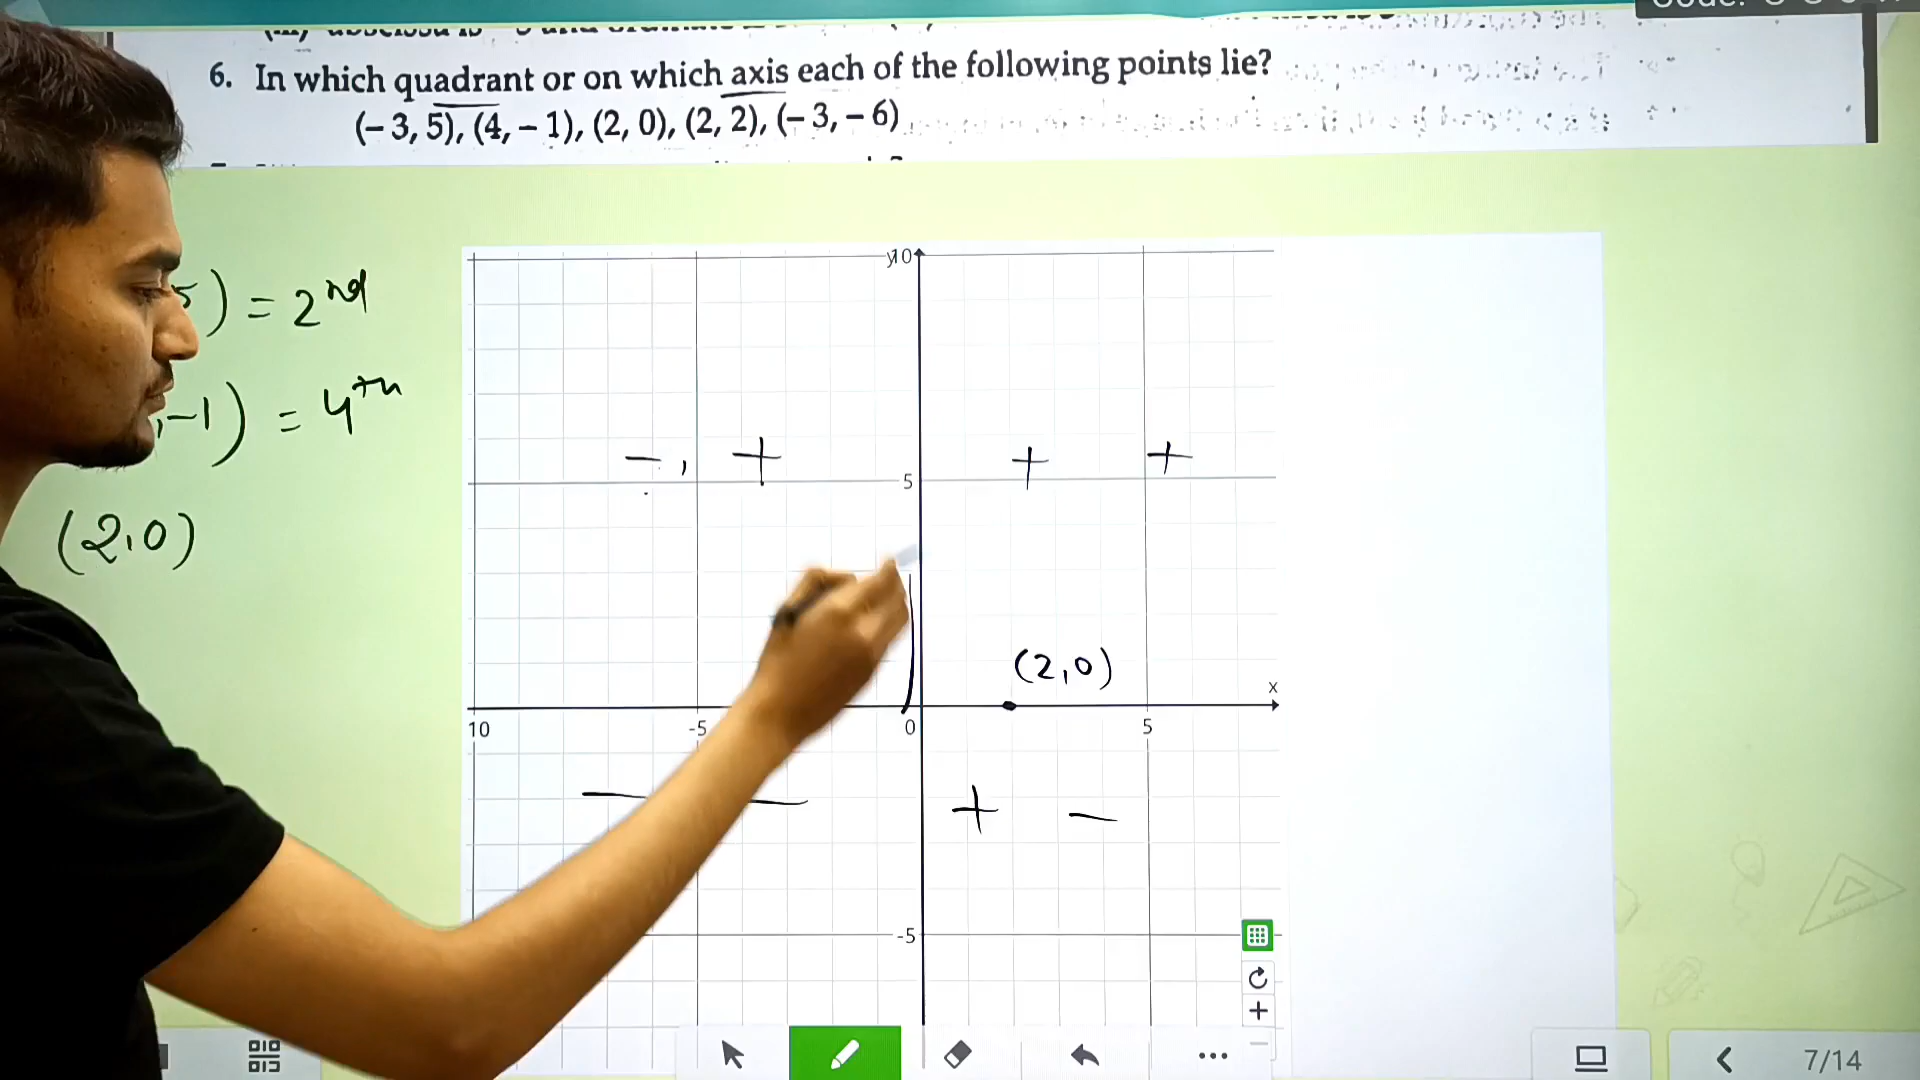 6. In which quadrant or on which axis each of the following points lie?
(– 3, 5), (4, – 1), (2, 0), (2, 2), (– 3, – 6)
5) = 2nd
, -1) = 4th
(2,0)
y 10
-, + + +
5
(2,0)
x
10 -5 0 5
— — + —
-5
7/14